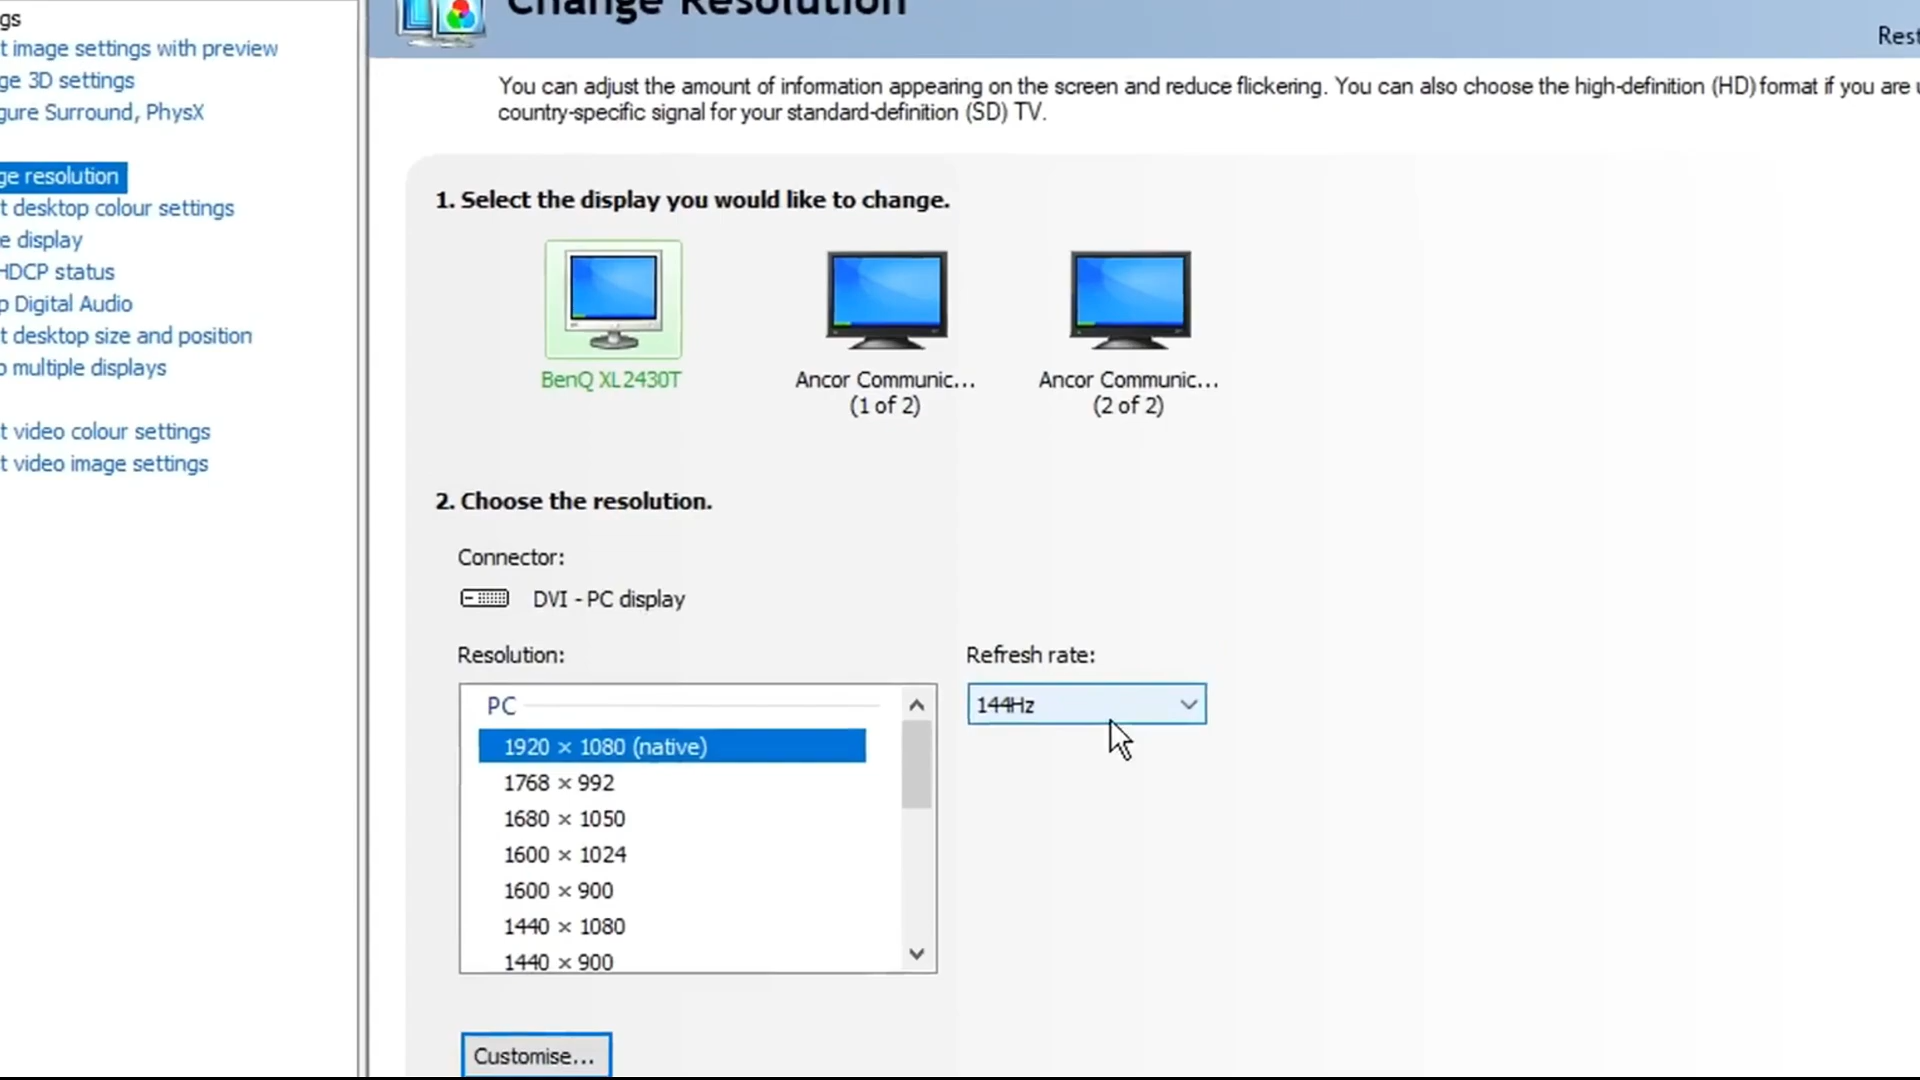 Change Resolution
gs
t image settings with preview
ge 3D settings
gure Surround, PhysX
ge resolution
t desktop colour settings
e display
HDCP status
p Digital Audio
t desktop size and position
p multiple displays
t video colour settings
t video image settings
Rest
You can adjust the amount of information appearing on the screen and reduce flickering. You can also choose the high-definition (HD) format if you are u
country-specific signal for your standard-definition (SD) TV.
1. Select the display you would like to change.
BenQ XL2430T
Ancor Communic...
(1 of 2)
Ancor Communic...
(2 of 2)
2. Choose the resolution.
Connector:
DVI - PC display
Resolution:
PC
1920 × 1080 (native)
1768 × 992
1680 × 1050
1600 × 1024
1600 × 900
1440 × 1080
1440 × 900
Refresh rate:
144Hz
Customise...